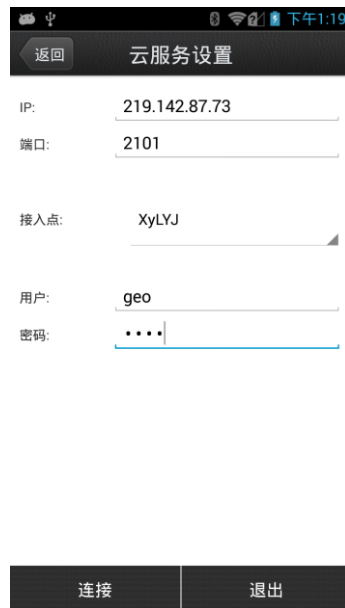 下午1:19
返回
云服务设置
IP: 219.142.87.73
端口: 2101
接入点: XyLYJ
用户: geo
密码: ••••
连接 退出